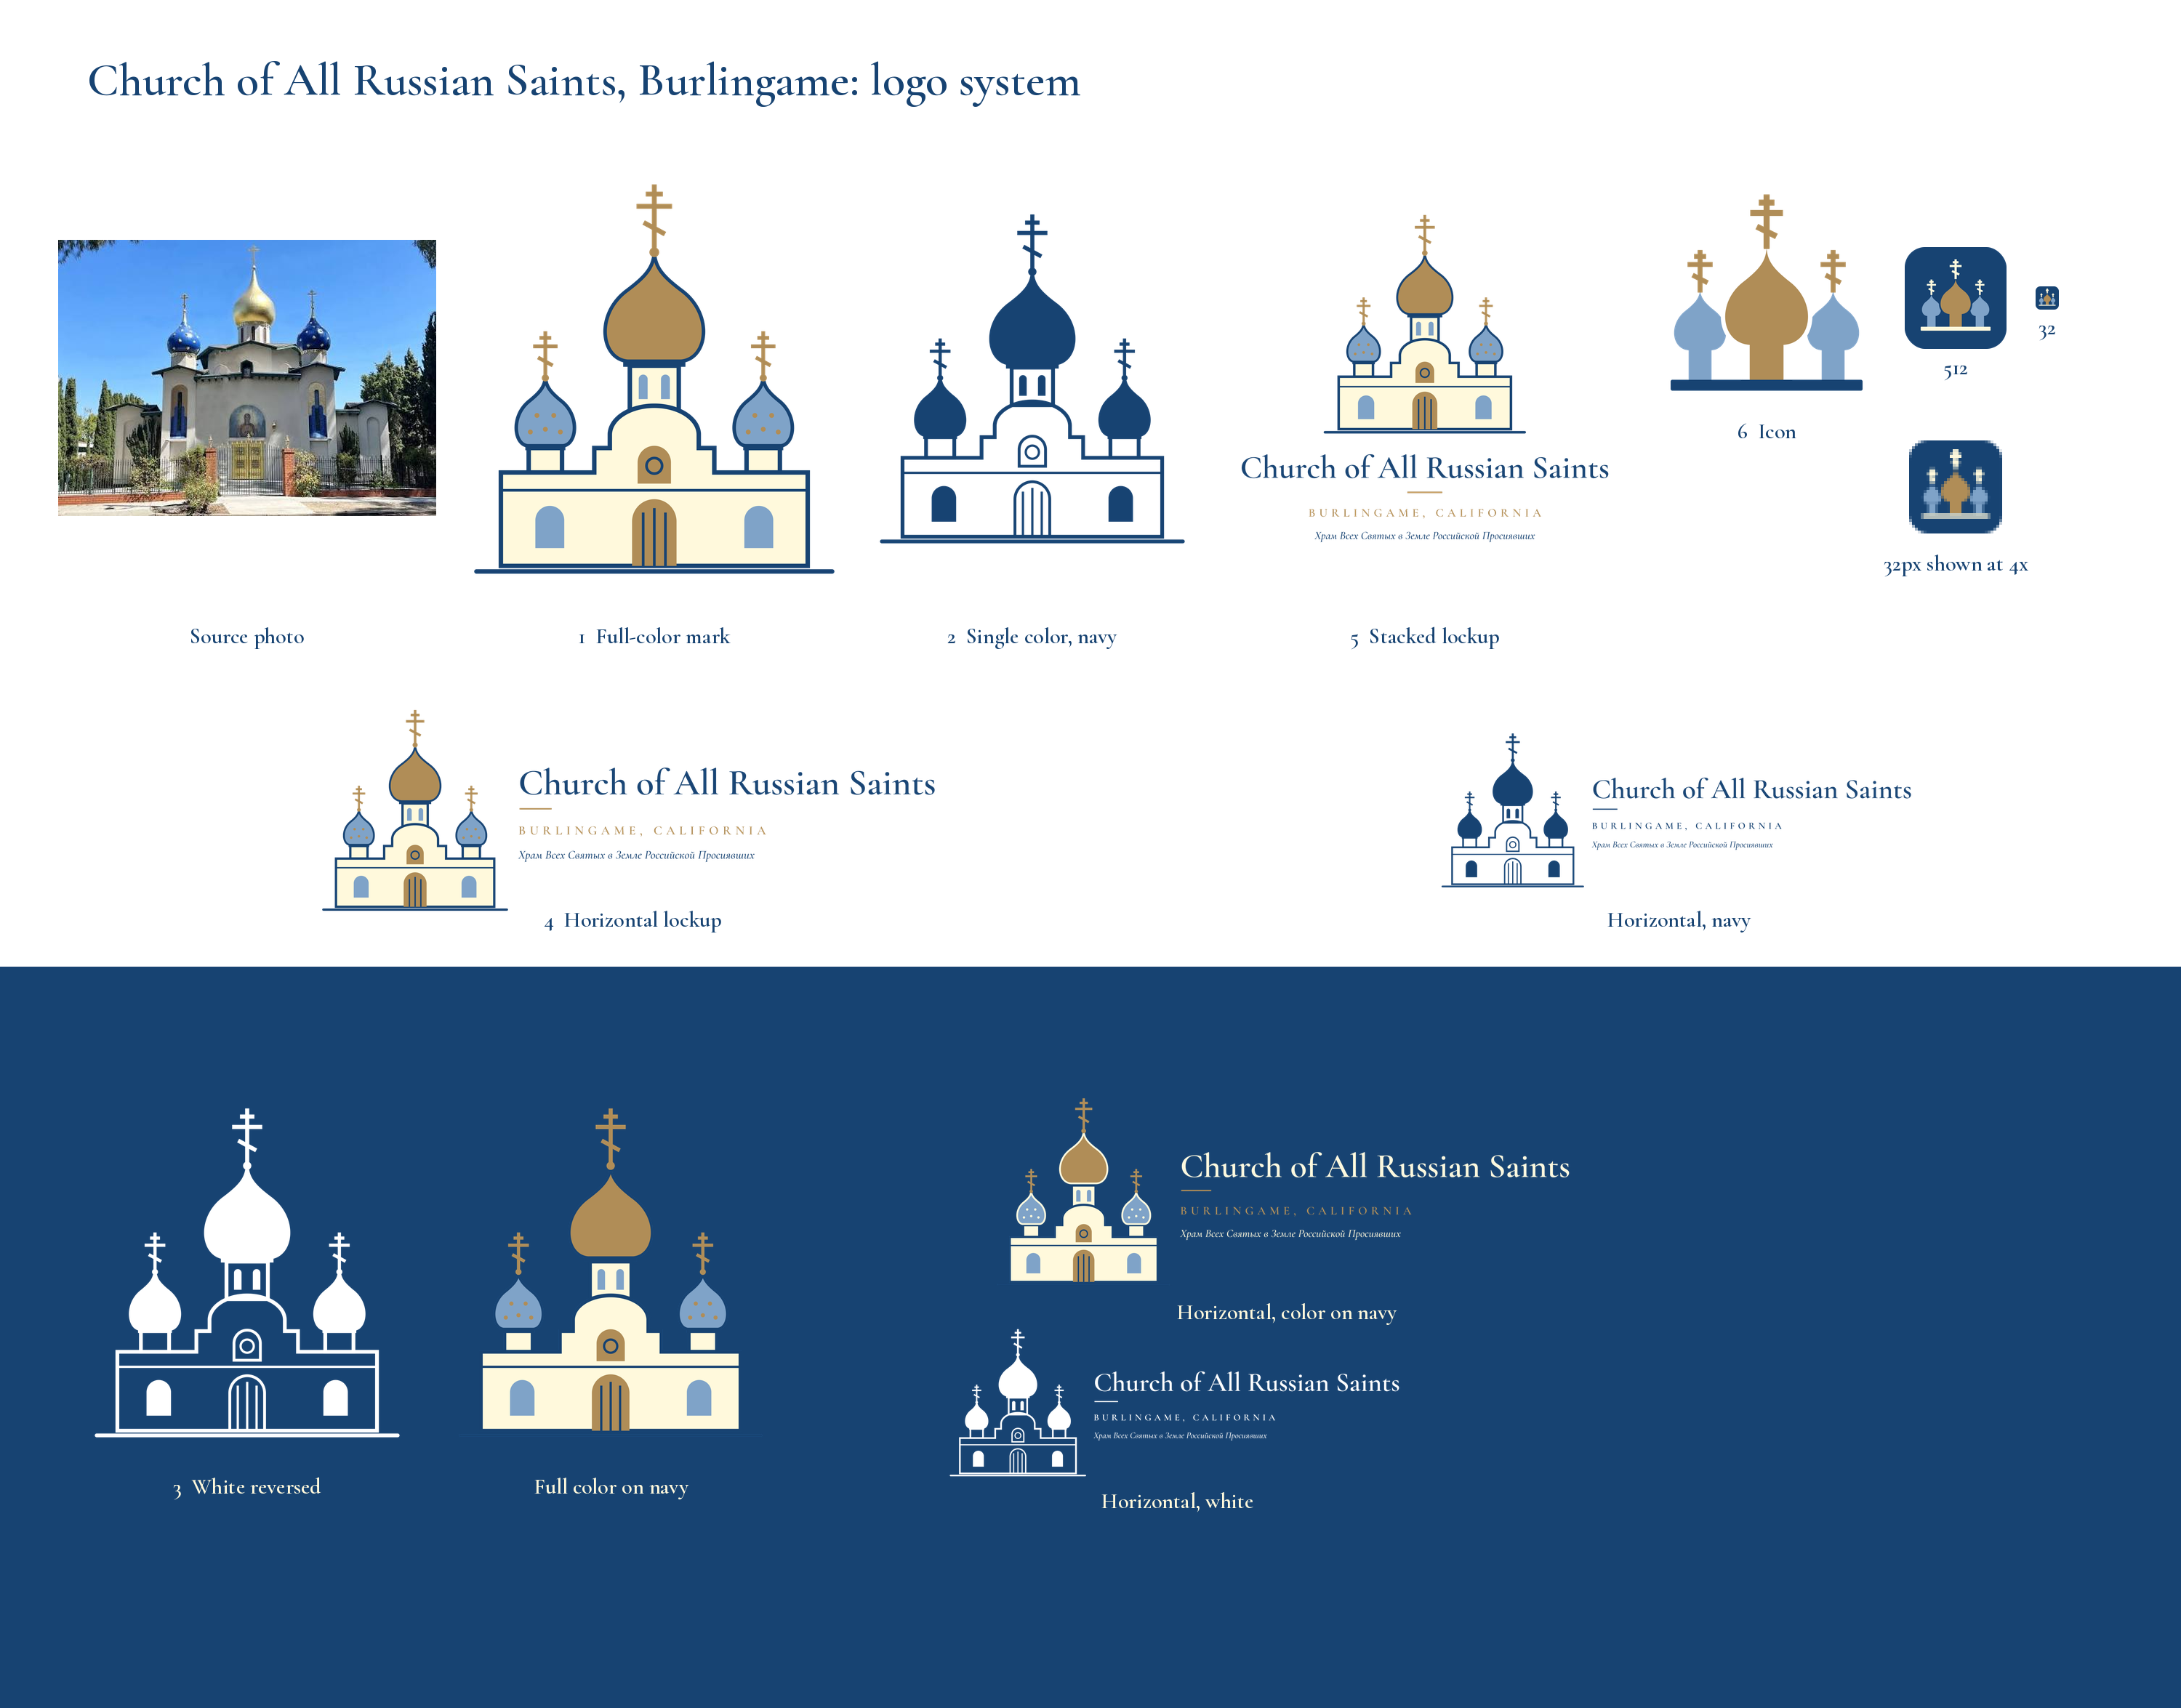 Church of All Russian Saints, Burlingame: logo system
Source photo
1 Full-color mark
2 Single color, navy
Church of All Russian Saints
BURLINGAME, CALIFORNIA
Храм Всех Святых в Земле Российской Просиявших
5 Stacked lockup
6 Icon
512
32
32px shown at 4x
Church of All Russian Saints
BURLINGAME, CALIFORNIA
Храм Всех Святых в Земле Российской Просиявших
4 Horizontal lockup
Church of All Russian Saints
BURLINGAME, CALIFORNIA
Храм Всех Святых в Земле Российской Просиявших
Horizontal, navy
3 White reversed
Full color on navy
Church of All Russian Saints
BURLINGAME, CALIFORNIA
Храм Всех Святых в Земле Российской Просиявших
Horizontal, color on navy
Church of All Russian Saints
BURLINGAME, CALIFORNIA
Храм Всех Святых в Земле Российской Просиявших
Horizontal, white